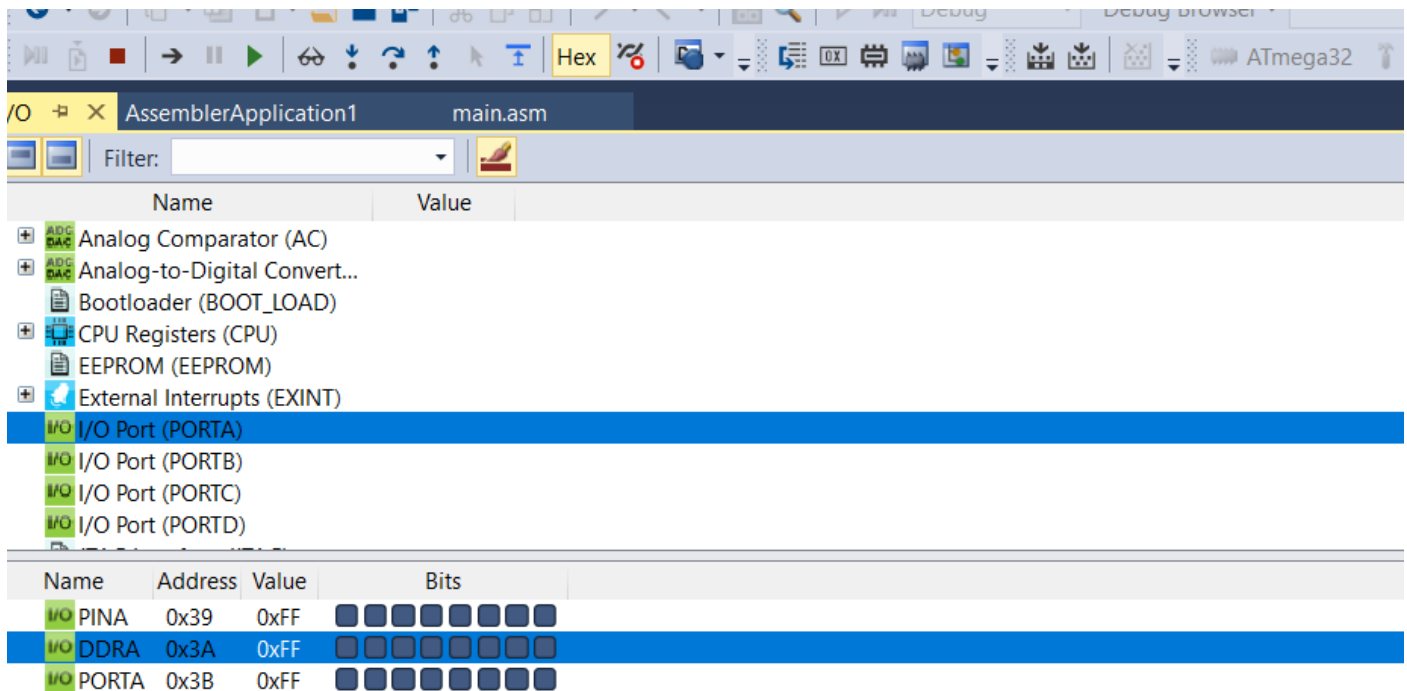 Debug Debug Browser
Hex ATmega32
I/O AssemblerApplication1 main.asm
Filter:
Name Value
Analog Comparator (AC)
Analog-to-Digital Convert...
Bootloader (BOOT_LOAD)
CPU Registers (CPU)
EEPROM (EEPROM)
External Interrupts (EXINT)
I/O Port (PORTA)
I/O Port (PORTB)
I/O Port (PORTC)
I/O Port (PORTD)
Name Address Value Bits
I/O PINA 0x39 0xFF
I/O DDRA 0x3A 0xFF
I/O PORTA 0x3B 0xFF